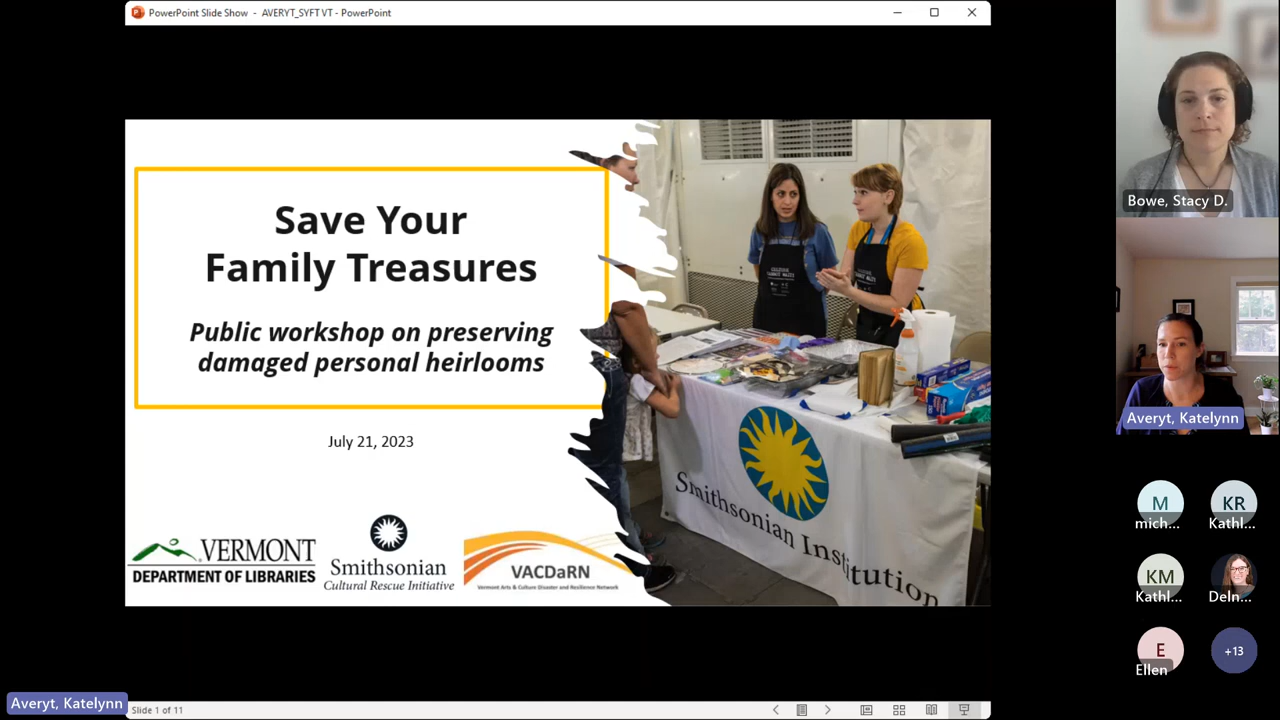 PowerPoint Slide Show - AVERYT_SYFT VT - PowerPoint
Save Your
Family Treasures
Public workshop on preserving
damaged personal heirlooms
July 21, 2023
VERMONT
DEPARTMENT OF LIBRARIES
Smithsonian
Cultural Rescue Initiative
VACDaRN
Vermont Arts & Culture Disaster and Resilience Network
Smithsonian Institution
Bowe, Stacy D.
Averyt, Katelynn
M
mich...
KR
Kathl...
KM
Kathl...
Deln...
E
Ellen
+13
Averyt, Katelynn
Slide 1 of 11